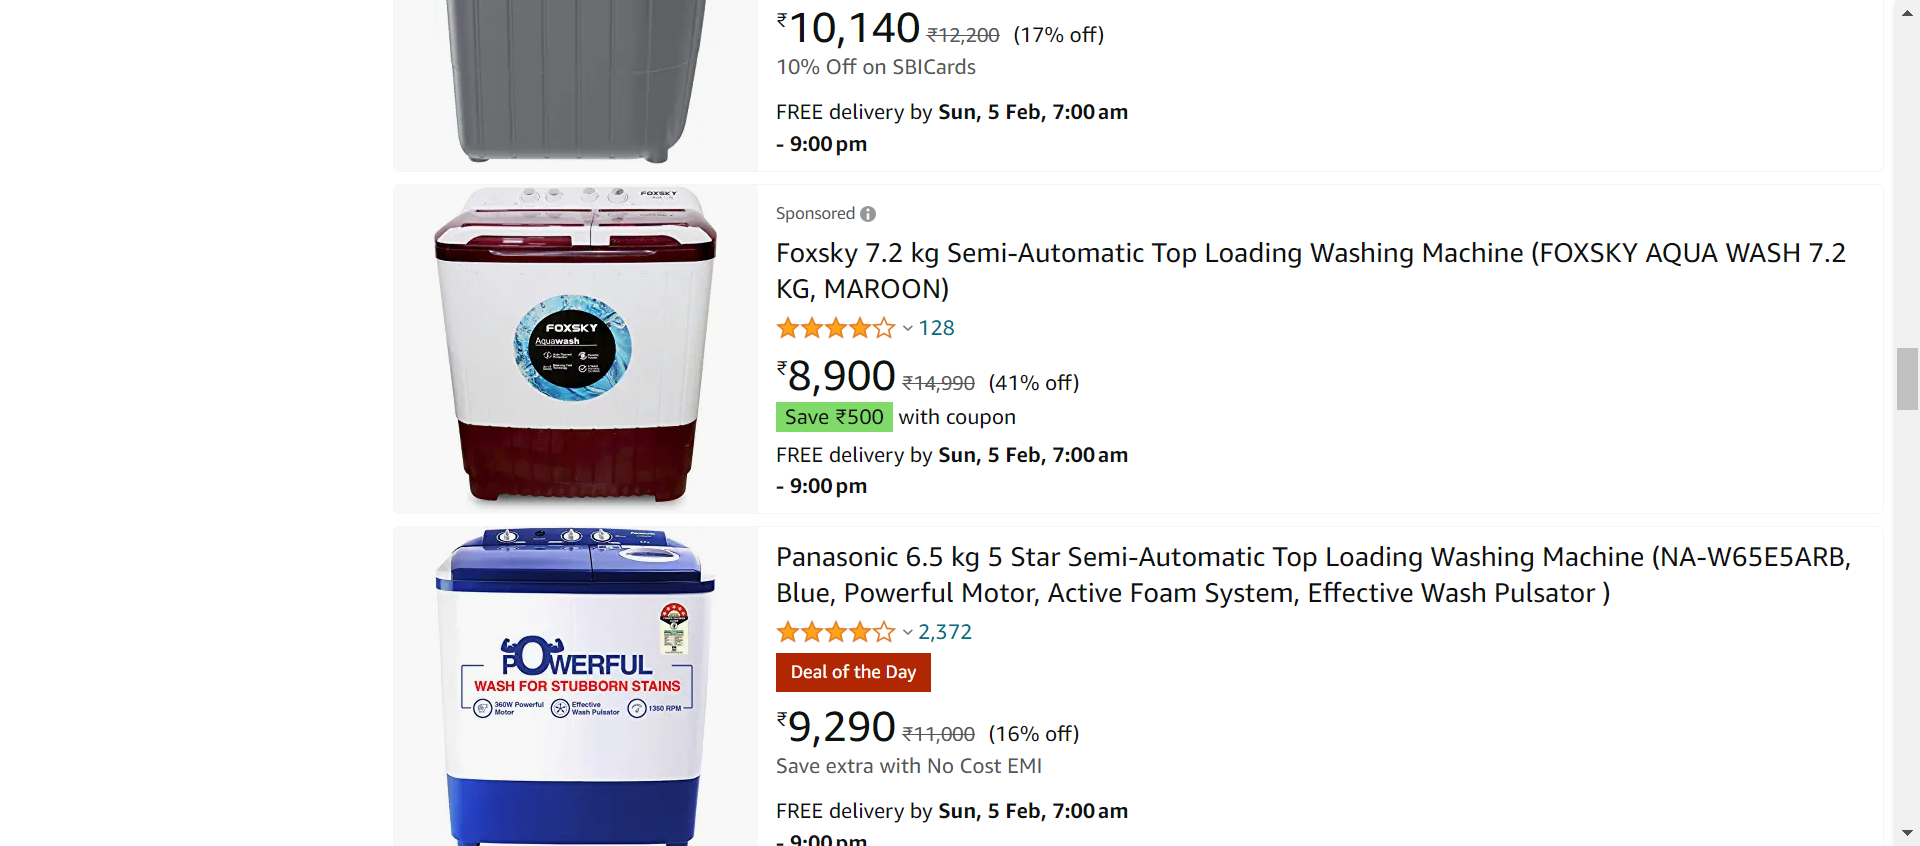 ₹10,140 ₹12,200 (17% off)
10% Off on SBICards
FREE delivery by Sun, 5 Feb, 7:00 am
- 9:00 pm
FOXSKY
FOXSKY
Aquawash
Sponsored
Foxsky 7.2 kg Semi-Automatic Top Loading Washing Machine (FOXSKY AQUA WASH 7.2
KG, MAROON)
128
₹8,900 ₹14,990 (41% off)
Save ₹500 with coupon
FREE delivery by Sun, 5 Feb, 7:00 am
- 9:00 pm
POWERFUL
WASH FOR STUBBORN STAINS
360W Powerful
Motor
Effective
Wash Pulsator
1350 RPM
Panasonic 6.5 kg 5 Star Semi-Automatic Top Loading Washing Machine (NA-W65E5ARB,
Blue, Powerful Motor, Active Foam System, Effective Wash Pulsator )
2,372
Deal of the Day
₹9,290 ₹11,000 (16% off)
Save extra with No Cost EMI
FREE delivery by Sun, 5 Feb, 7:00 am
- 9:00 pm